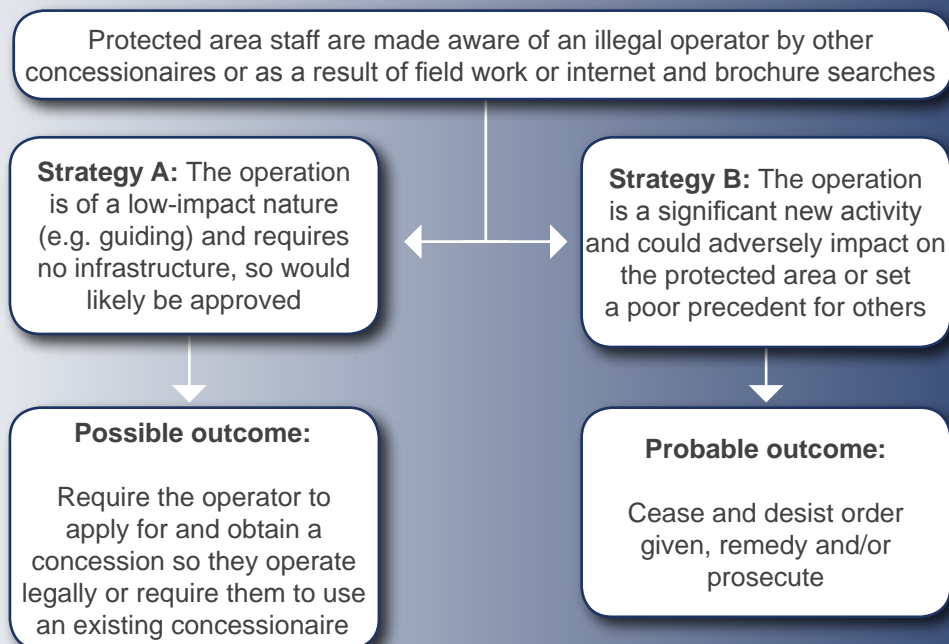 Protected area staff are made aware of an illegal operator by other
concessionaires or as a result of field work or internet and brochure searches
Strategy A: The operation
is of a low-impact nature
(e.g. guiding) and requires
no infrastructure, so would
likely be approved
Strategy B: The operation
is a significant new activity
and could adversely impact on
the protected area or set
a poor precedent for others
Possible outcome:
Require the operator to
apply for and obtain a
concession so they operate
legally or require them to use
an existing concessionaire
Probable outcome:
Cease and desist order
given, remedy and/or
prosecute